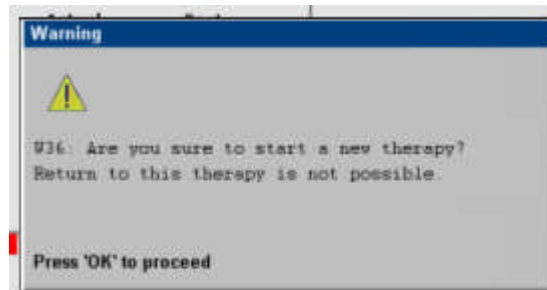 Warning
W36: Are you sure to start a new therapy?
Return to this therapy is not possible.
Press 'OK' to proceed